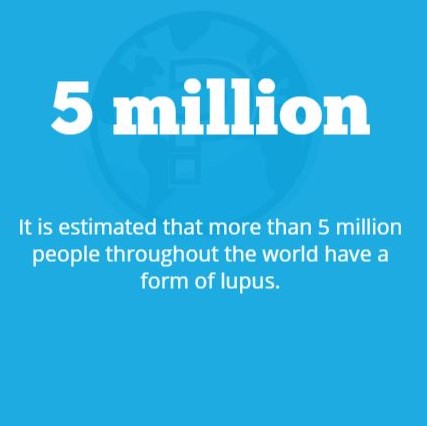 5 million
It is estimated that more than 5 million
people throughout the world have a
form of lupus.